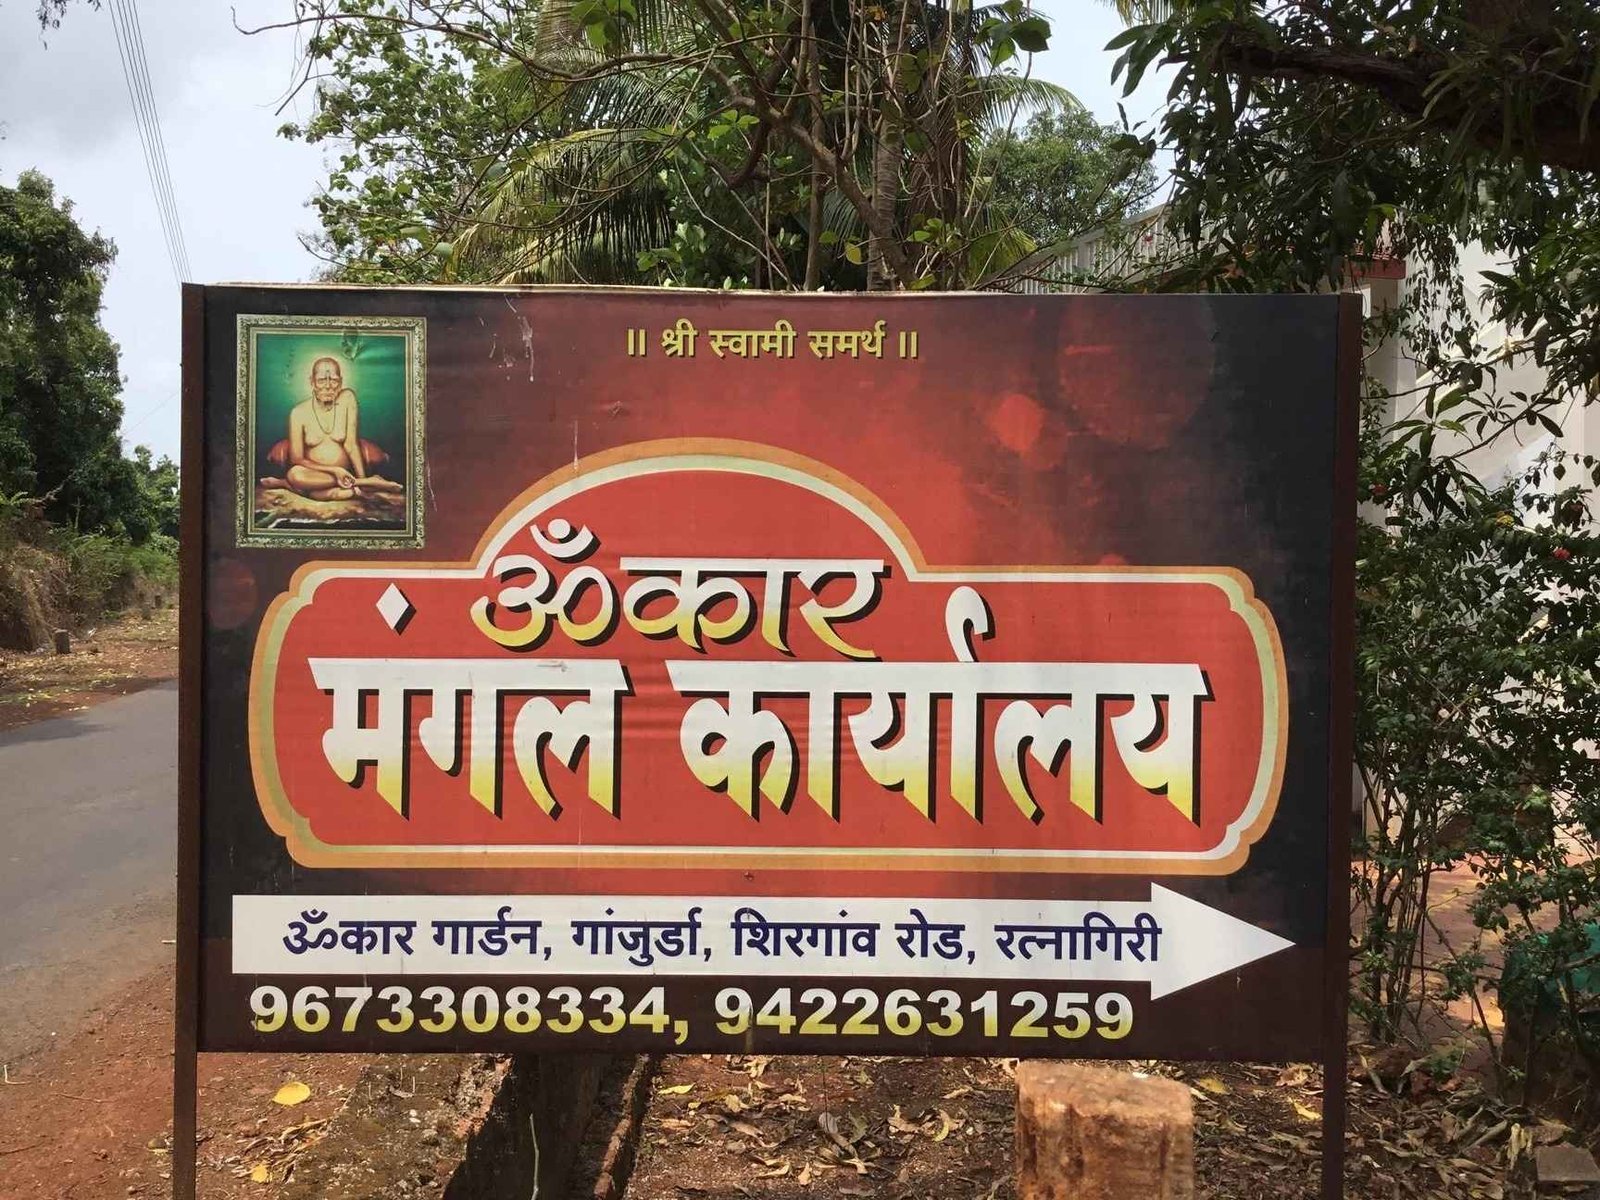 ॥ श्री स्वामी समर्थ ॥
ॐकार
मंगल कार्यालय
ॐकार गार्डन, गांजुर्डा, शिरगांव रोड, रत्नागिरी
9673308334, 9422631259